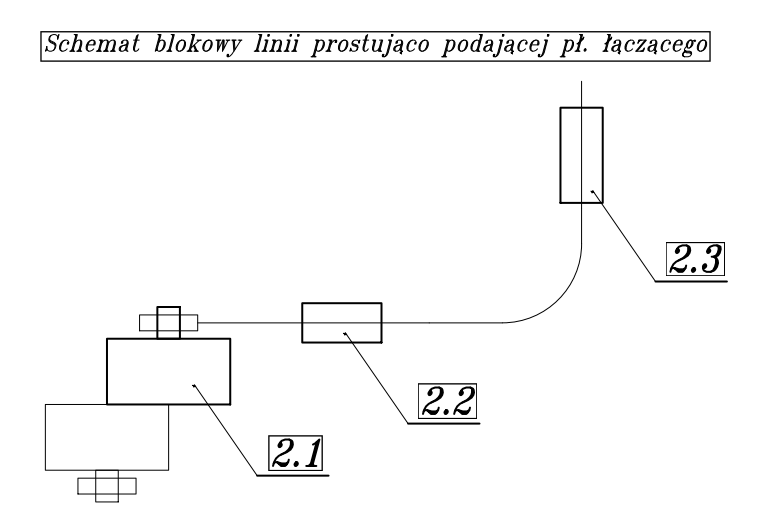 Schemat blokowy linii prostująco podającej pł. łączącego
2.3
2.2
2.1